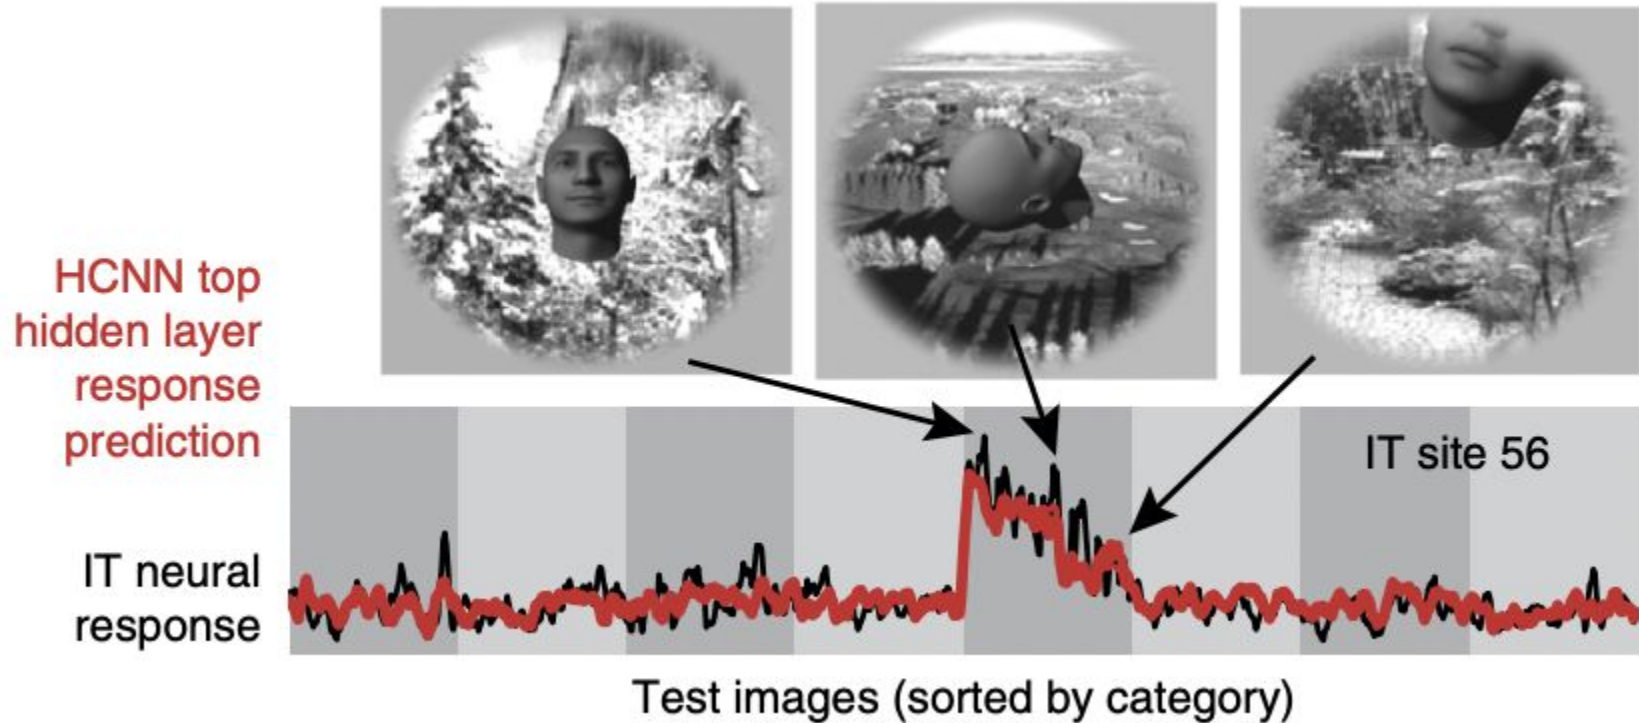 HCNN top
hidden layer
response
prediction
IT neural
response
IT site 56
Test images (sorted by category)